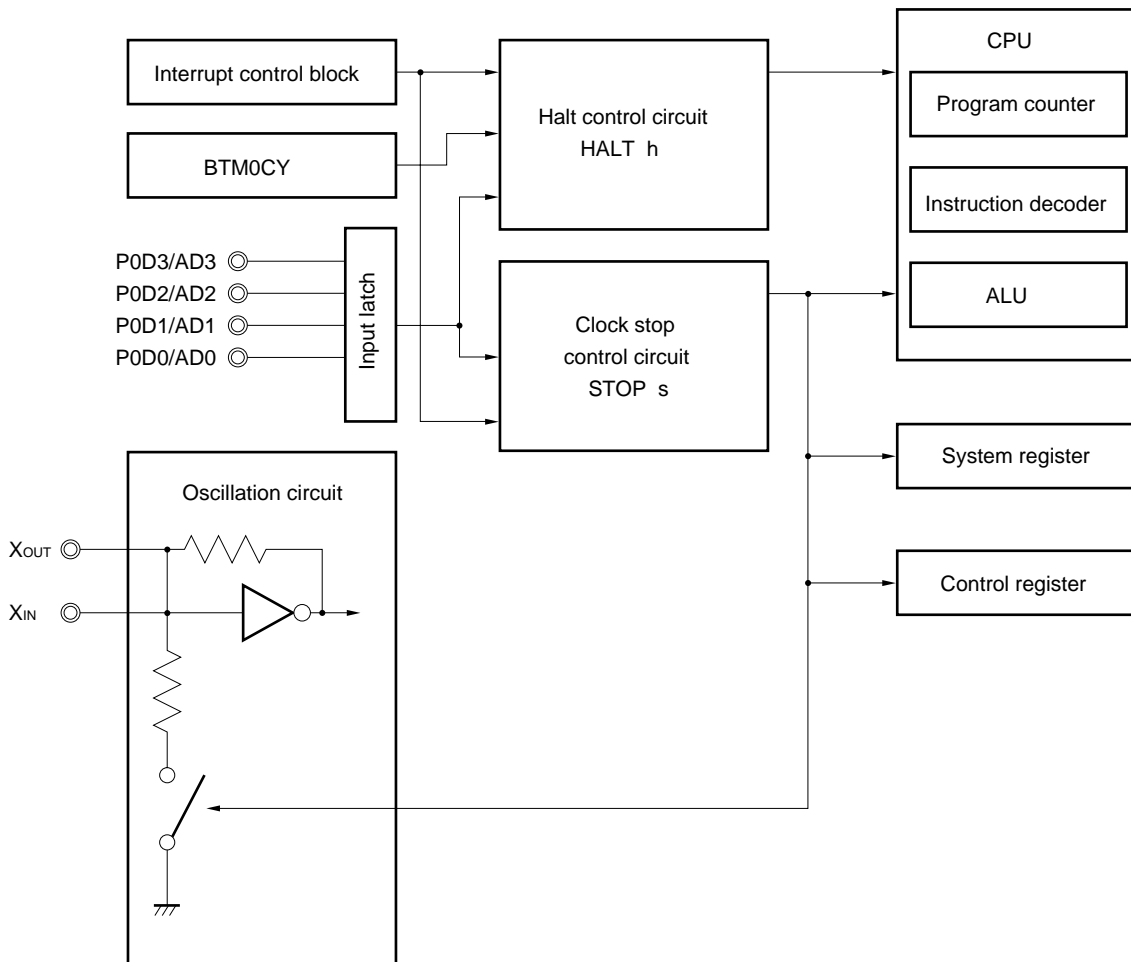 Interrupt control block
BTM0CY
P0D3/AD3
P0D2/AD2
P0D1/AD1
P0D0/AD0
Input latch
Halt control circuit
HALT h
Clock stop
control circuit
STOP s
CPU
Program counter
Instruction decoder
ALU
System register
Control register
Oscillation circuit
XOUT
XIN